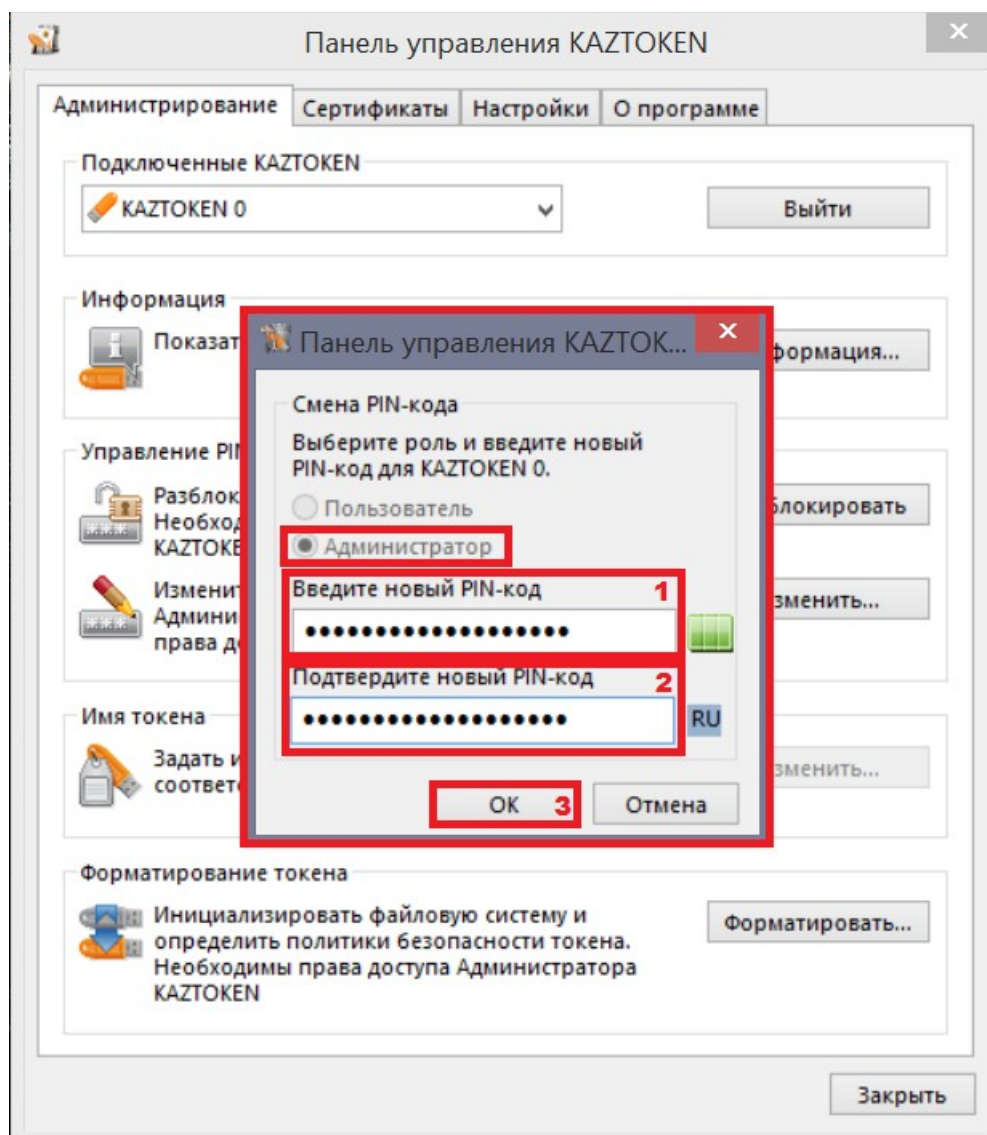 Панель управления KAZTOKEN
Администрирование Сертификаты Настройки О программе
Подключенные KAZTOKEN
KAZTOKEN 0
Выйти
Информация
Показат
формация...
Управление PI
Разблок
Необход
KAZTOKE
блокировать
Изменит
Админи
права д
зменить...
Панель управления KAZTOK...
Смена PIN-кода
Выберите роль и введите новый
PIN-код для KAZTOKEN 0.
Пользователь
Администратор
Введите новый PIN-код 1
•••••••••••••••••••
Подтвердите новый PIN-код 2
•••••••••••••••••••
RU
OK 3
Отмена
Имя токена
Задать и
соответ
зменить...
Форматирование токена
Инициализировать файловую систему и
определить политики безопасности токена.
Необходимы права доступа Администратора
KAZTOKEN
Форматировать...
Закрыть